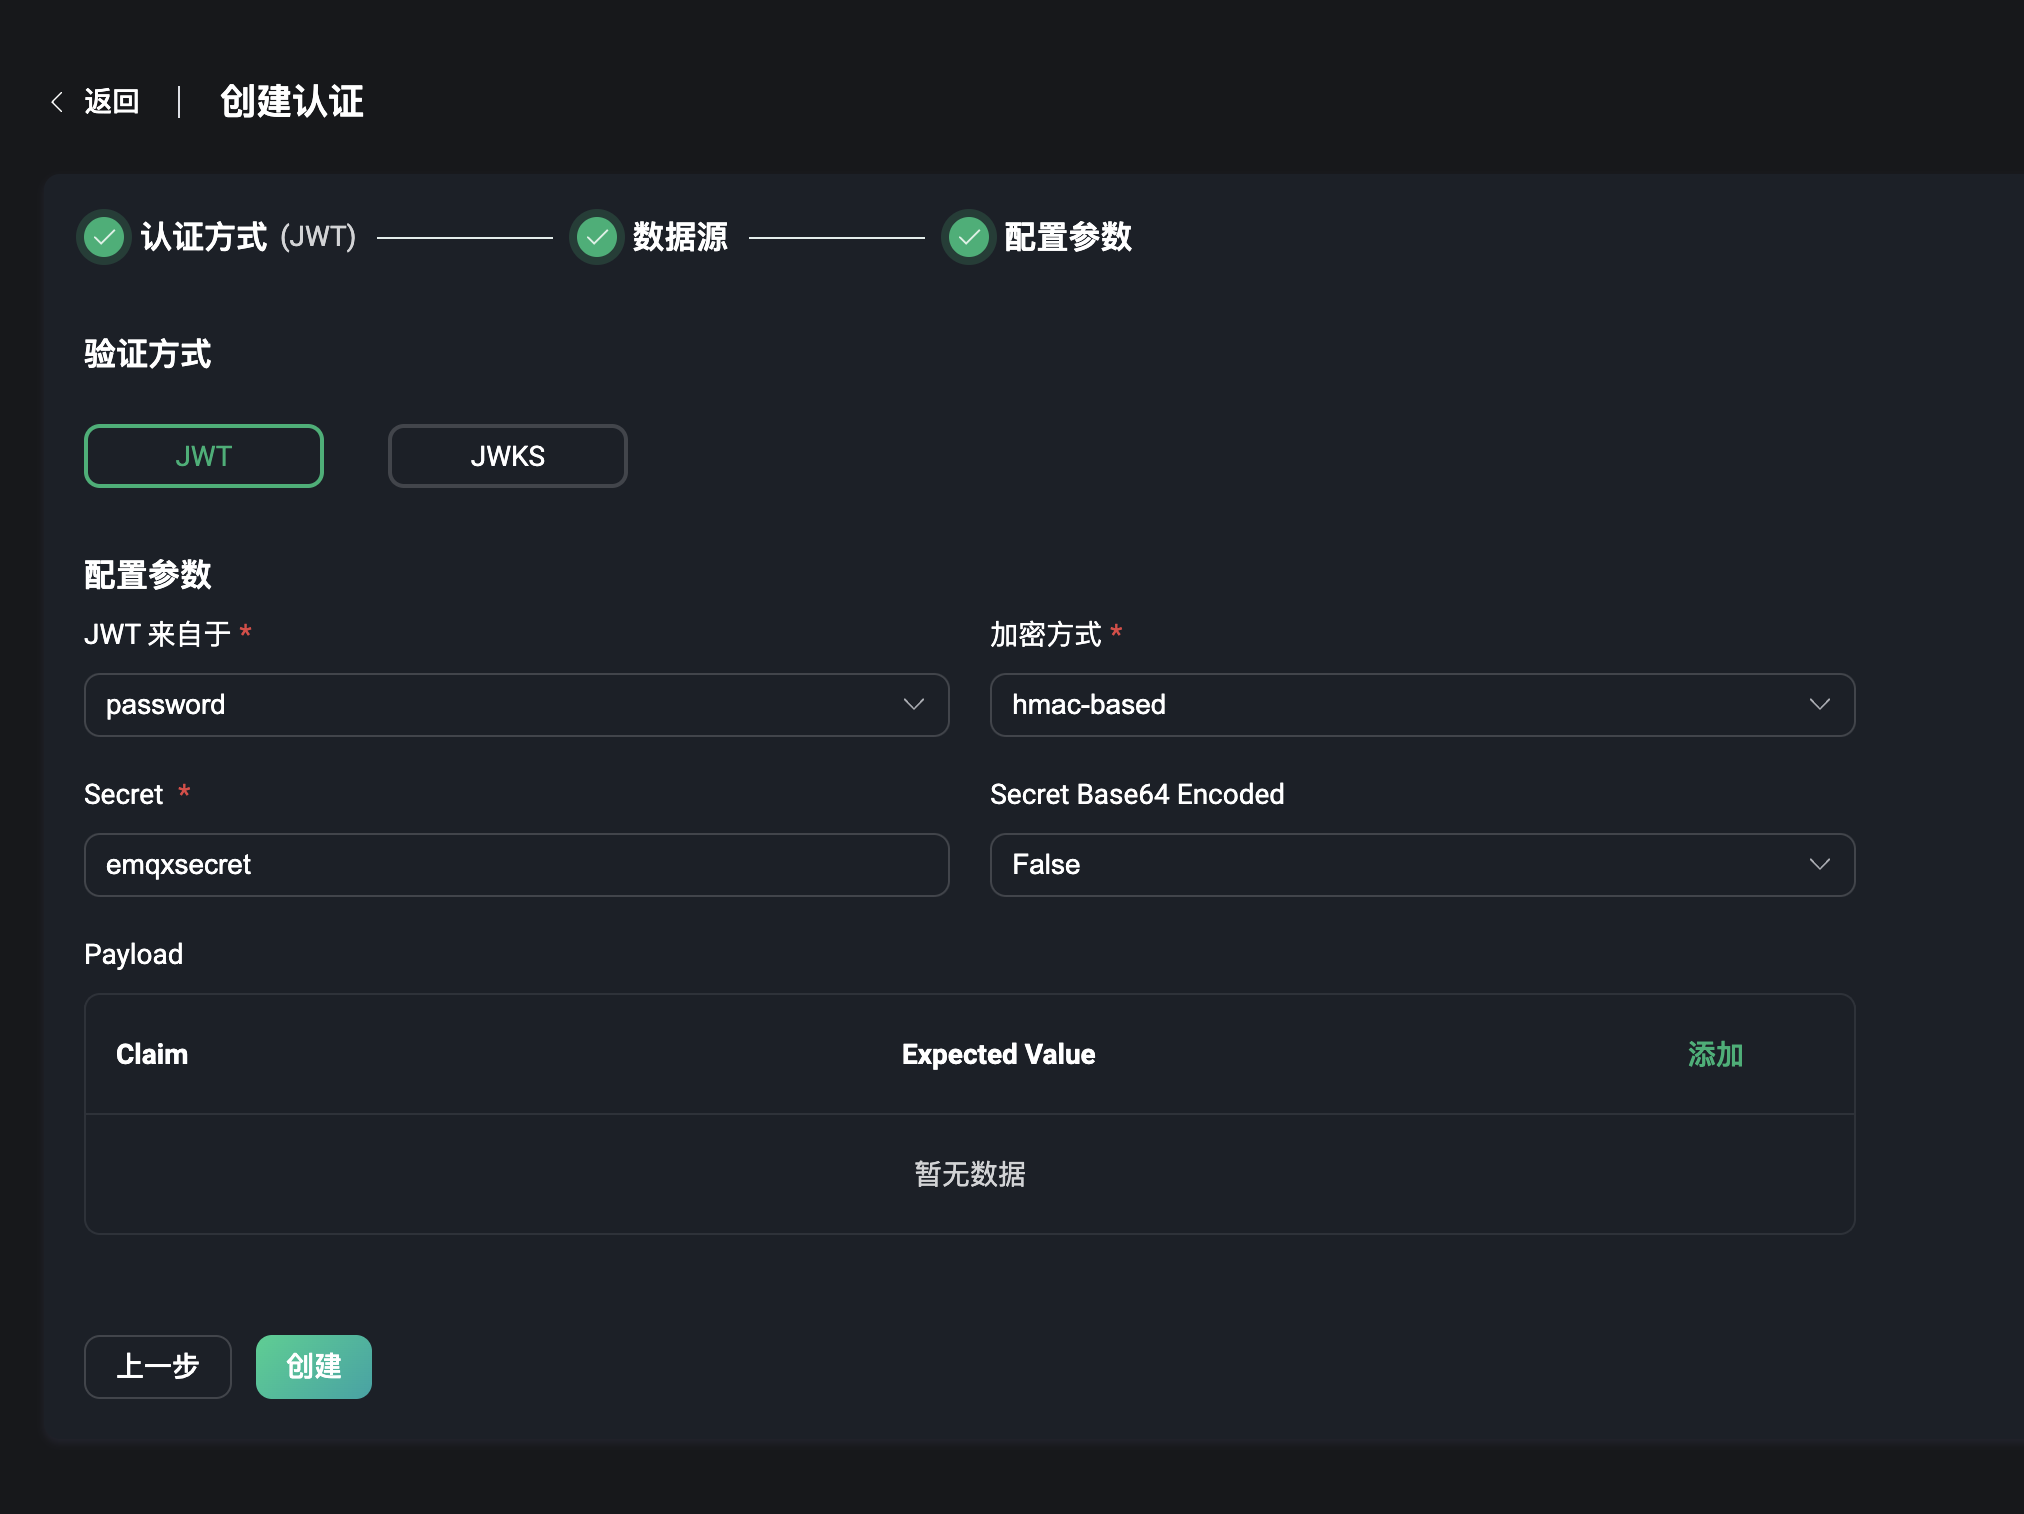 返回 | 创建认证
认证方式 (JWT) 数据源 配置参数
验证方式
JWT JWKS
配置参数
JWT 来自于 * 加密方式 *
password hmac-based
Secret * Secret Base64 Encoded
emqxsecret False
Payload
Claim Expected Value 添加
暂无数据
上一步 创建